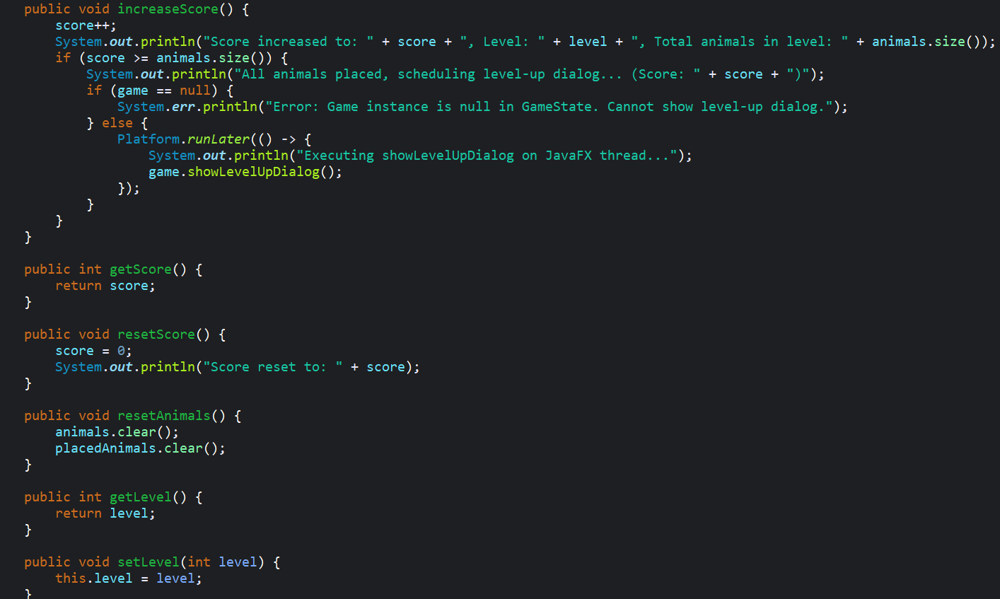 public void increaseScore() {
    score++;
    System.out.println("Score increased to: " + score + ", Level: " + level + ", Total animals in level: " + animals.size());
    if (score >= animals.size()) {
        System.out.println("All animals placed, scheduling level-up dialog... (Score: " + score + ")");
        if (game == null) {
            System.err.println("Error: Game instance is null in GameState. Cannot show level-up dialog.");
        } else {
            Platform.runLater(() -> {
                System.out.println("Executing showLevelUpDialog on JavaFX thread...");
                game.showLevelUpDialog();
            });
        }
    }
}

public int getScore() {
    return score;
}

public void resetScore() {
    score = 0;
    System.out.println("Score reset to: " + score);
}

public void resetAnimals() {
    animals.clear();
    placedAnimals.clear();
}

public int getLevel() {
    return level;
}

public void setLevel(int level) {
    this.level = level;
}